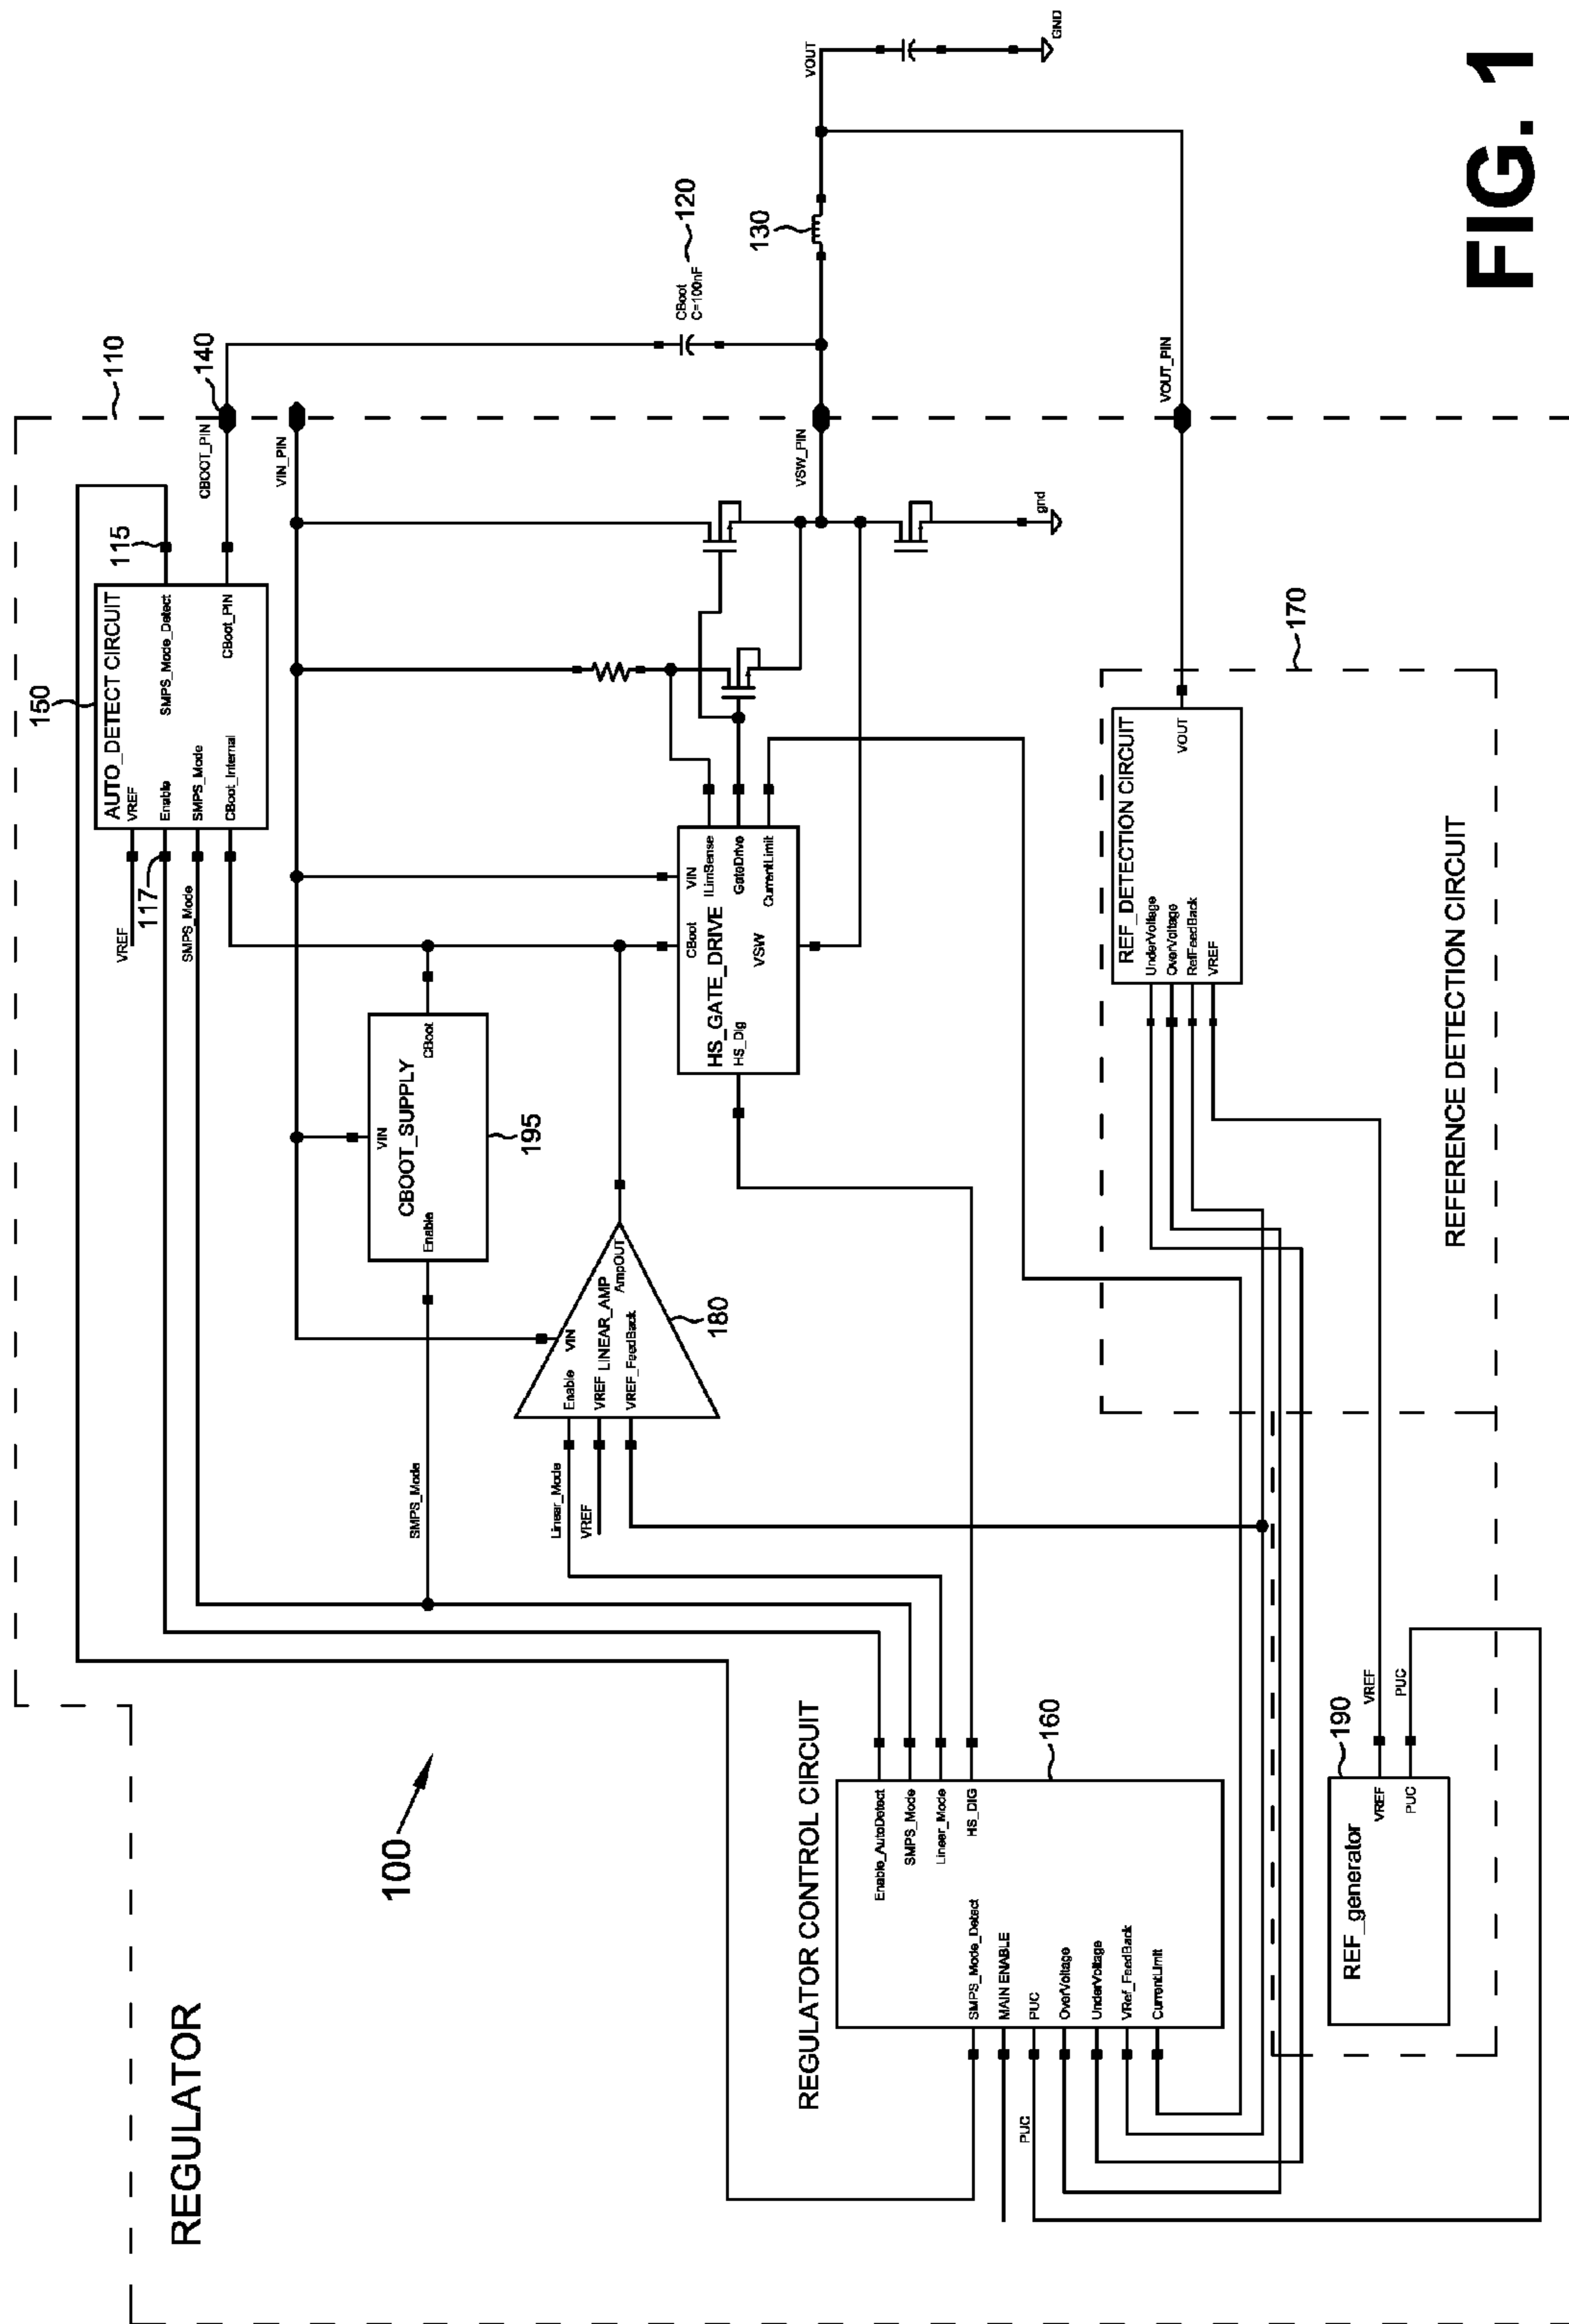 REGULATOR
100
110
150
AUTO_DETECT CIRCUIT
VREF
Enable
SMPS_Mode
CBoot_Internal
SMPS_Mode_Detect
CBoot_PIN
115
117
VREF
SMPS_Mode
CBOOT_PIN
140
VIN_PIN
CBoot
C=100nF
120
130
VOUT
GND
VSW_PIN
gnd
VOUT_PIN
VIN
CBOOT_SUPPLY
Enable
CBoot
195
SMPS_Mode
Linear_Mode
VREF
Enable
VIN
VREF LINEAR_AMP
VREF_FeedBack
AmpOUT
180
CBoot
VIN
HS_GATE_DRIVE
HS_Dig
VSW
ILimSense
GateDrive
CurrentLimit
REGULATOR CONTROL CIRCUIT
160
Enable_AutoDetect
SMPS_Mode
Linear_Mode
HS_DIG
SMPS_Mode_Detect
MAIN ENABLE
PUC
OverVoltage
UnderVoltage
VRef_FeedBack
CurrentLimit
PUC
170
REF_DETECTION CIRCUIT
UnderVoltage
OverVoltage
RefFeedBack
VREF
VOUT
REFERENCE DETECTION CIRCUIT
190
REF_generator
VREF
PUC
VREF
PUC
FIG. 1